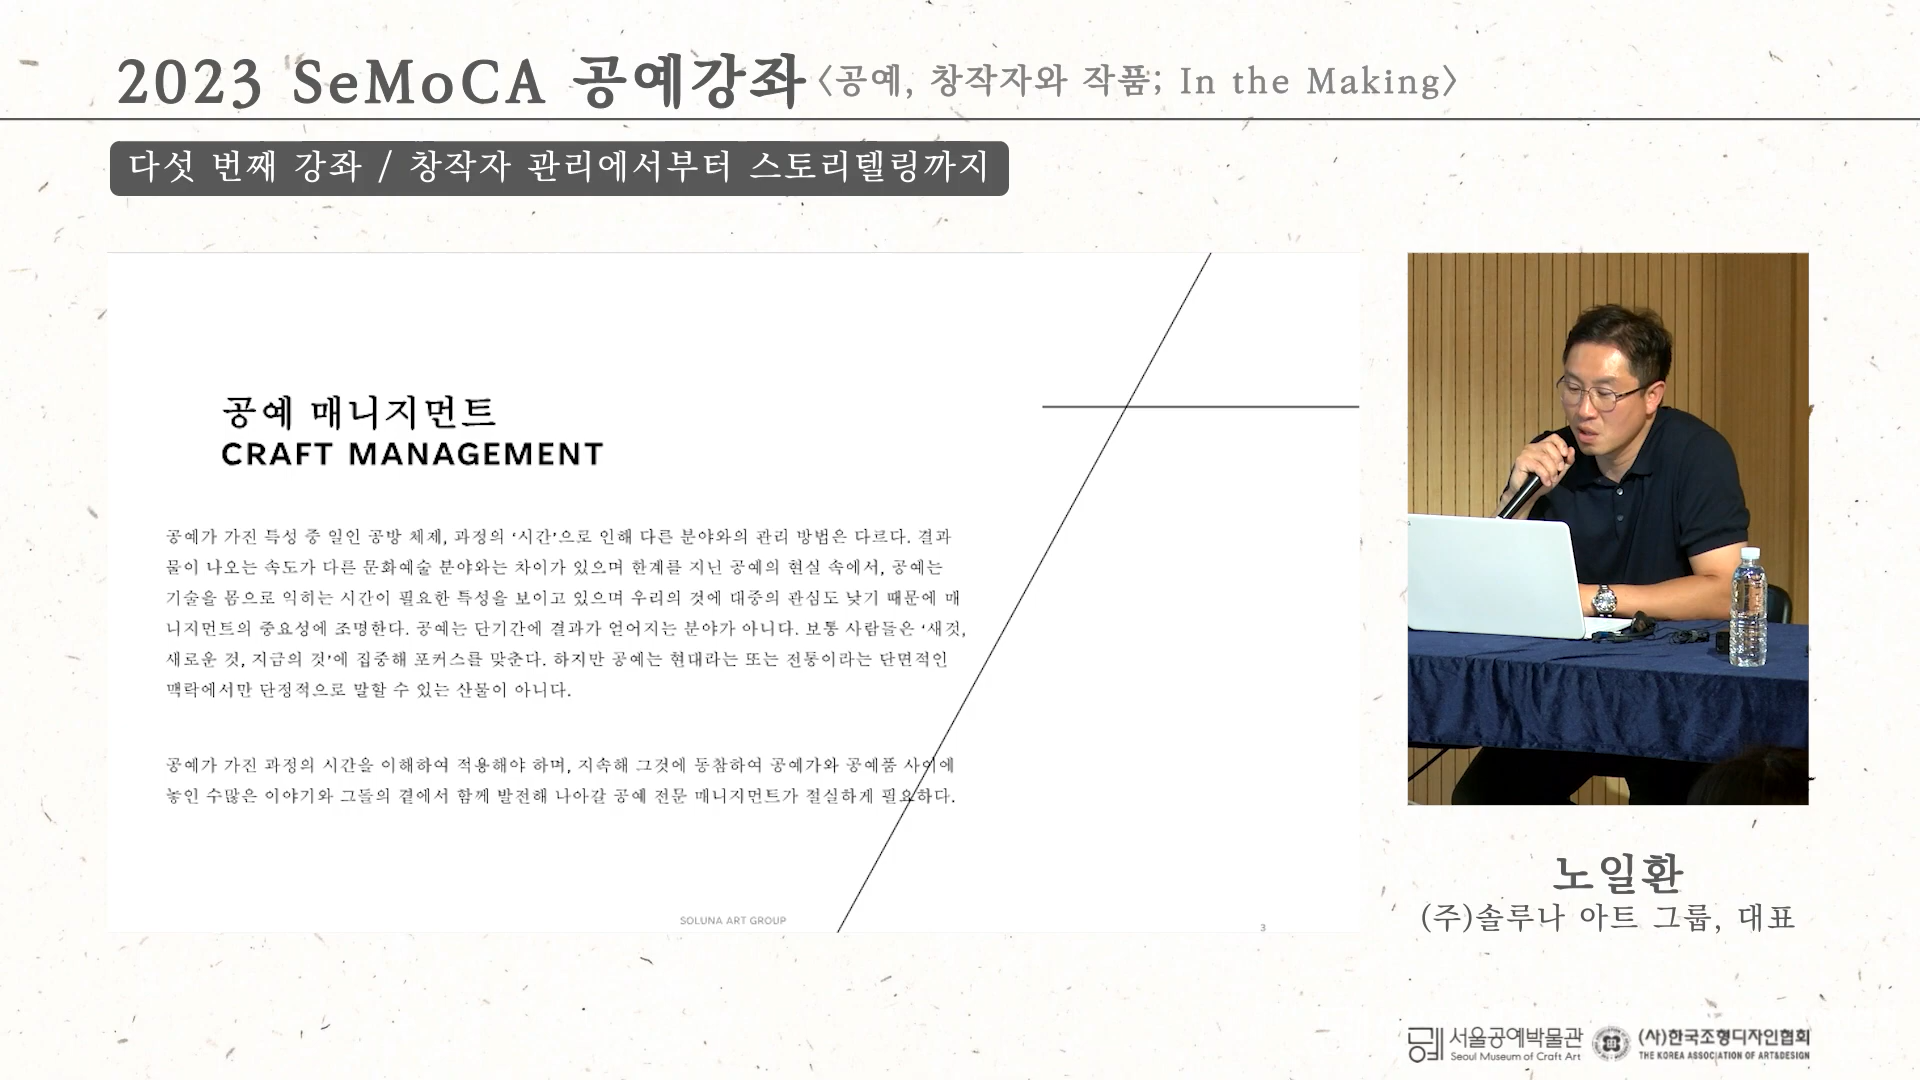 2023 SeMoCA 공예강좌 〈공예, 창작자와 작품; In the Making〉
다섯 번째 강좌 / 창작자 관리에서부터 스토리텔링까지
공예 매니지먼트
CRAFT MANAGEMENT
공예가 가진 특성 중 일인 공방 체제, 과정의 ‘시간’으로 인해 다른 분야와의 관리 방법은 다르다. 결과
물이 나오는 속도가 다른 문화예술 분야와는 차이가 있으며 한계를 지닌 공예의 현실 속에서, 공예는
기술을 몸으로 익히는 시간이 필요한 특성을 보이고 있으며 우리의 것에 대중의 관심도 낮기 때문에 매
니지먼트의 중요성에 조명한다. 공예는 단기간에 결과가 얻어지는 분야가 아니다. 보통 사람들은 ‘새것,
새로운 것, 지금의 것’에 집중해 포커스를 맞춘다. 하지만 공예는 현대라는 또는 전통이라는 단면적인
맥락에서만 단정적으로 말할 수 있는 산물이 아니다.
공예가 가진 과정의 시간을 이해하여 적용해야 하며, 지속해 그것에 동참하여 공예가와 공예품 사이에
놓인 수많은 이야기와 그들의 곁에서 함께 발전해 나아갈 공예 전문 매니지먼트가 절실하게 필요하다.
SOLUNA ART GROUP
3
노일환
(주)솔루나 아트 그룹, 대표
서울공예박물관
Seoul Museum of Craft Art
(사)한국조형디자인협회
THE KOREA ASSOCIATION OF ART&DESIGN